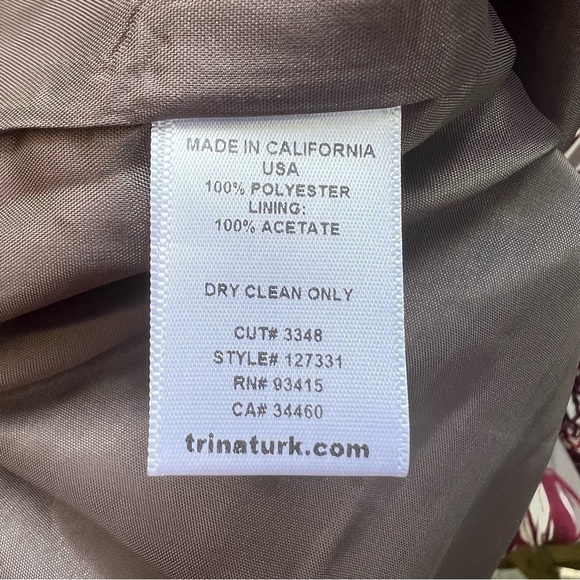 MADE IN CALIFORNIA
USA
100% POLYESTER
LINING:
100% ACETATE
DRY CLEAN ONLY
CUT# 3348
STYLE# 127331
RN# 93415
CA# 34460
trinaturk.com